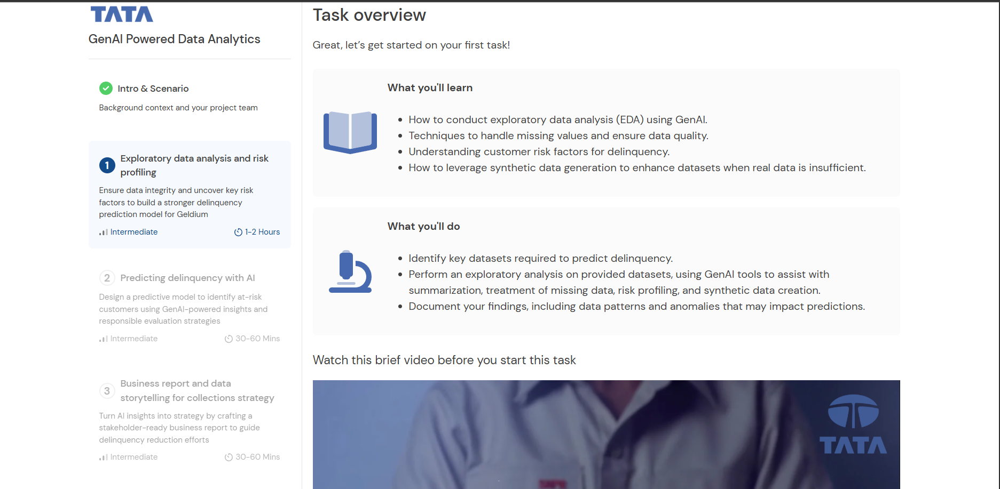 TATA
GenAI Powered Data Analytics
Intro & Scenario
Background context and your project team
1
Exploratory data analysis and risk
profiling
Ensure data integrity and uncover key risk
factors to build a stronger delinquency
prediction model for Geldium
Intermediate
1-2 Hours
2
Predicting delinquency with AI
Design a predictive model to identify at-risk
customers using GenAI-powered insights and
responsible evaluation strategies
Intermediate
30-60 Mins
3
Business report and data
storytelling for collections strategy
Turn AI insights into strategy by crafting a
stakeholder-ready business report to guide
delinquency reduction efforts
Intermediate
30-60 Mins
Task overview
Great, let’s get started on your first task!
What you'll learn
How to conduct exploratory data analysis (EDA) using GenAI.
Techniques to handle missing values and ensure data quality.
Understanding customer risk factors for delinquency.
How to leverage synthetic data generation to enhance datasets when real data is insufficient.
What you'll do
Identify key datasets required to predict delinquency.
Perform an exploratory analysis on provided datasets, using GenAI tools to assist with
summarization, treatment of missing data, risk profiling, and synthetic data creation.
Document your findings, including data patterns and anomalies that may impact predictions.
Watch this brief video before you start this task
TATA